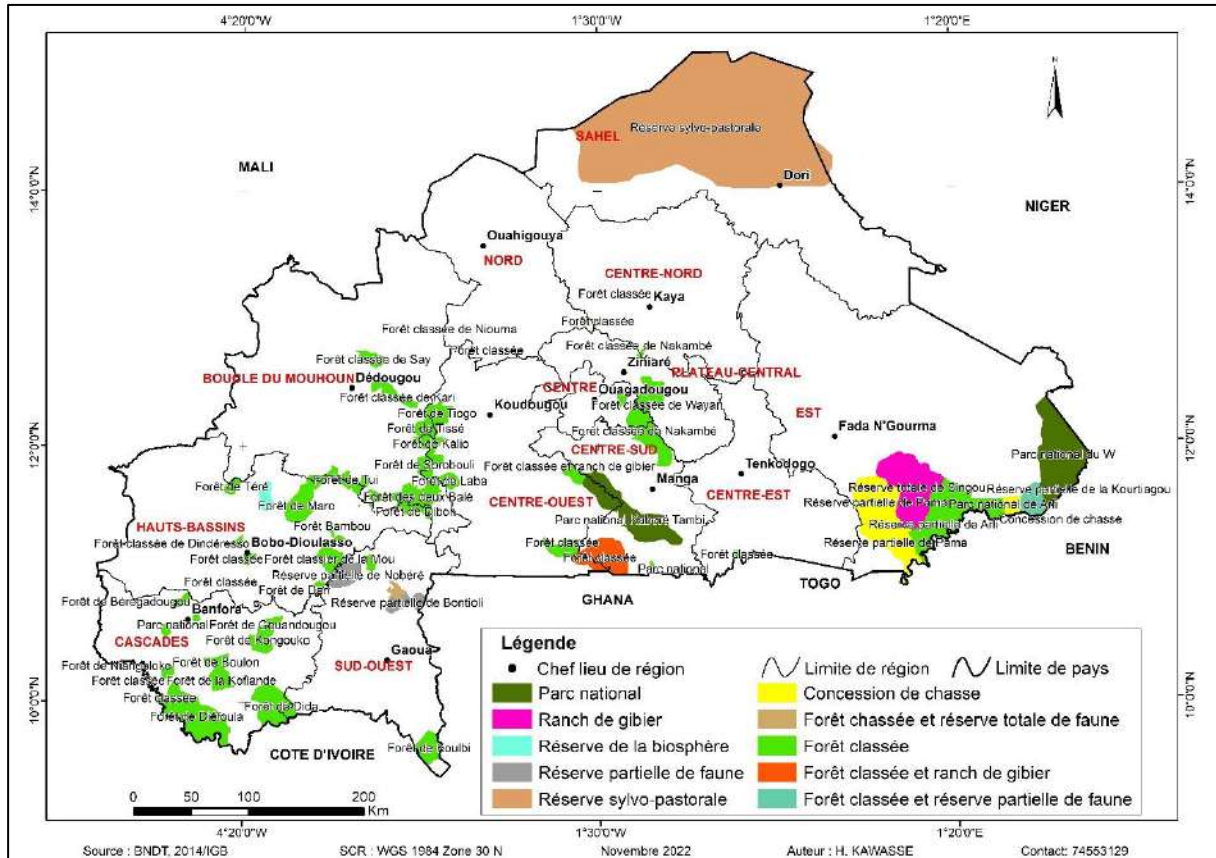 4°20'0"W 1°30'0"W 1°20'0"E
N
SAHEL
Réserve sylvo-pastorale
MALI
Dori
14°0'0"N 14°0'0"N
NIGER
Ouahigouya
NORD
CENTRE-NORD
Forêt classée
Kaya
Forêt classée
Forêt classée de Niouma
Forêt classée de Nakambé
Forêt classée
Forêt classée de Say
Ziniaré
BOUCLE DU MOUHOUN
Dédougou
PLATEAU-CENTRAL
CENTRE
Ouagadougou
Forêt classée de Kari
Forêt classée de Wayan
EST
Forêt de Tiogo
Koudougou
Fada N'Gourma
Forêt de Tissé
Forêt classée de Nakambé
12°0'0"N 12°0'0"N
Forêt de Kalio
CENTRE-SUD
Parc national du W
Forêt de Sorobouli
Forêt classée et ranch de gibier
Tenkodogo
Forêt de Tui
Forêt de Laba
Manga
Forêt de Téré
CENTRE-EST
Réserve totale de Singou
Réserve partielle de la Kourtiagou
Forêt des deux Balé
CENTRE-OUEST
Réserve partielle de Pama
Parc national de Arli
Forêt de Maro
Forêt de Dibon
Parc national Kaboré Tambi
Concession de chasse
HAUTS-BASSINS
Forêt Bambou
Réserve partielle de Arli
Forêt classée de Dindéresso
Bobo-Dioulasso
Forêt classée
Réserve partielle de Pama
BENIN
Forêt classée
Forêt classier de la Mou
Forêt classée
Forêt classée
Réserve partielle de Nobéré
Parc national
Forêt classée
Forêt de Dan
TOGO
Forêt de Bérégadougou
Réserve partielle de Bontioli
GHANA
Banfora
Parc national
Forêt de Gouandougou
CASCADES
Forêt de Kongouko
Gaoua
Forêt de Niangoloko
Forêt de Boulon
SUD-OUEST
Forêt classée
Forêt de la Koflande
Forêt classée
10°0'0"N 10°0'0"N
Forêt de Dida
Forêt de Diéfoula
COTE D'IVOIRE
Forêt de Coulbi
Légende
Chef lieu de région
Limite de région
Limite de pays
Parc national
Concession de chasse
Ranch de gibier
Forêt chassée et réserve totale de faune
Réserve de la biosphère
Forêt classée
Réserve partielle de faune
Forêt classée et ranch de gibier
Réserve sylvo-pastorale
Forêt classée et réserve partielle de faune
0 50 100 200
Km
4°20'0"W 1°30'0"W 1°20'0"E
Source : BNDT, 2014/IGB SCR : WGS 1984 Zone 30 N Novembre 2022 Auteur : H. KAWASSE Contact: 74553129